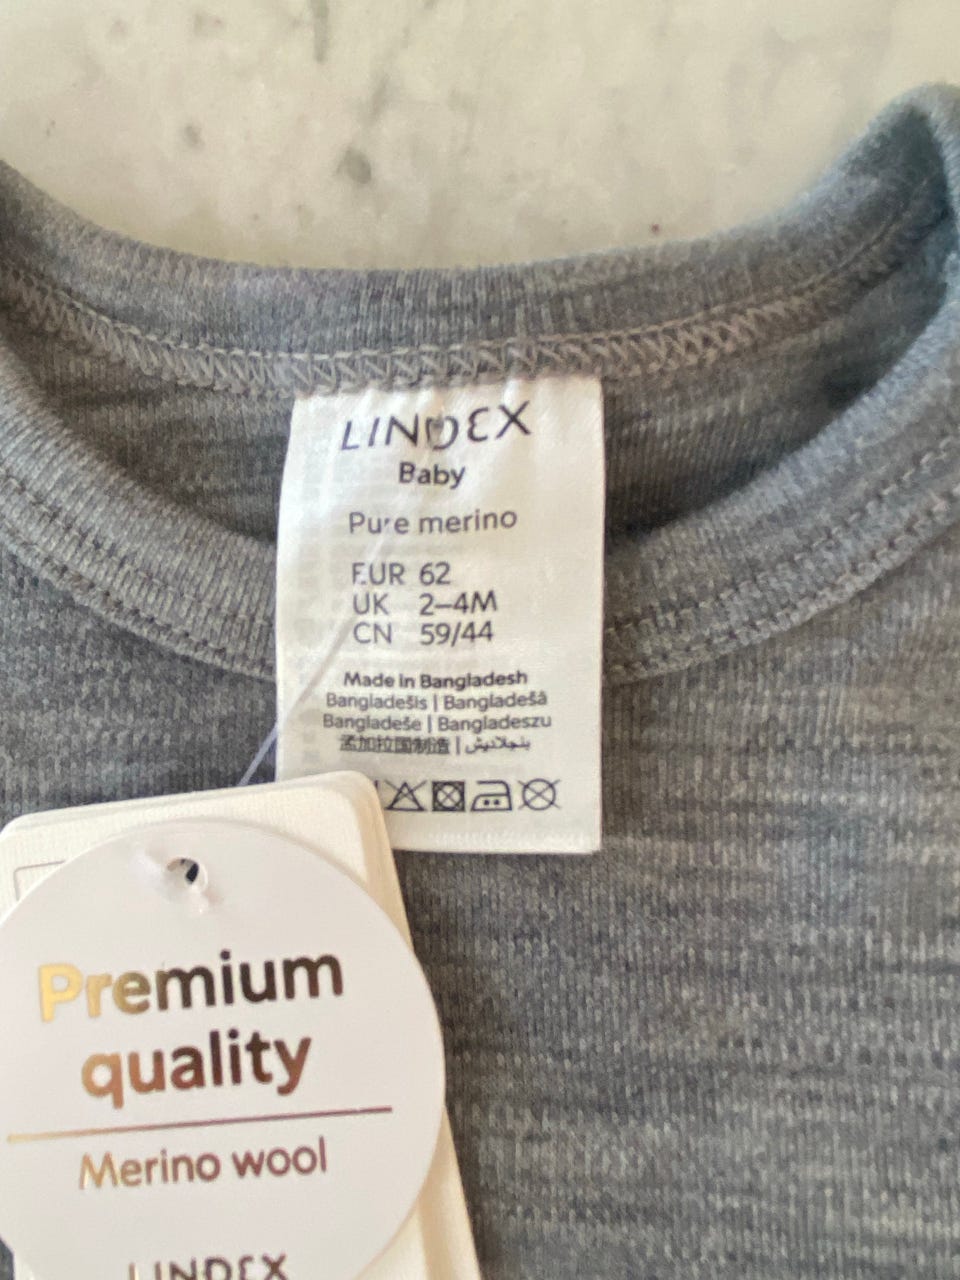 LINDEX
Baby
Pure merino
EUR 62
UK 2–4M
CN 59/44
Made in Bangladesh
Bangladešis | Bangladešā
Bangladeše | Bangladeszu
孟加拉国制造 | بنجلاديش
Premium
quality
Merino wool
LINDEX